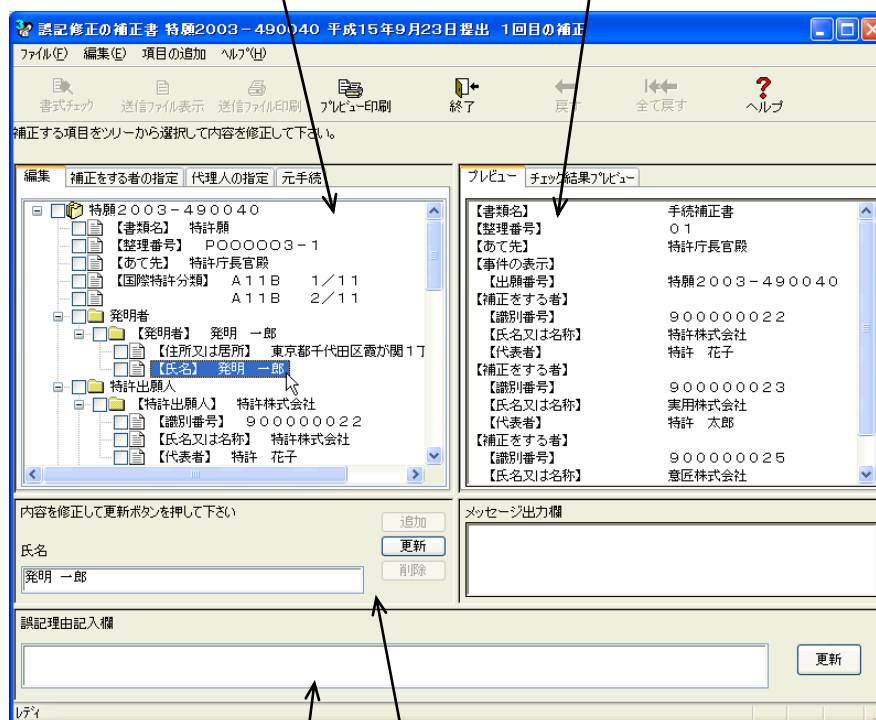 誤記修正の補正書 特願2003－490040 平成15年9月23日提出 1回目の補正
ファイル(F) 編集(E) 項目の追加 ヘルプ(H)
書式チェック 送信ファイル表示 送信ファイル印刷 プレビュー印刷 終了 戻す 全て戻す ヘルプ
補正する項目をツリーから選択して内容を修正して下さい。
編集 補正をする者の指定 代理人の指定 元手続
特願２００３－４９００４０
【書類名】 特許願
【整理番号】 Ｐ０００００３－１
【あて先】 特許庁長官殿
【国際特許分類】 Ａ１１Ｂ １／１１
Ａ１１Ｂ ２／１１
発明者
【発明者】 発明 一郎
【住所又は居所】 東京都千代田区霞が関１丁
【氏名】 発明 一郎
特許出願人
【特許出願人】 特許株式会社
【識別番号】 ９０００００２２
【氏名又は名称】 特許株式会社
【代表者】 特許 花子
プレビュー チェック結果プレビュー
【書類名】 手続補正書
【整理番号】 ０１
【あて先】 特許庁長官殿
【事件の表示】
【出願番号】 特願２００３－４９００４０
【補正をする者】
【識別番号】 ９０００００２２
【氏名又は名称】 特許株式会社
【代表者】 特許 花子
【補正をする者】
【識別番号】 ９０００００２３
【氏名又は名称】 実用株式会社
【代表者】 特許 太郎
【補正をする者】
【識別番号】 ９０００００２５
【氏名又は名称】 意匠株式会社
内容を修正して更新ボタンを押して下さい
追加
氏名
更新
発明 一郎
削除
メッセージ出力欄
誤記理由記入欄
更新
レディ